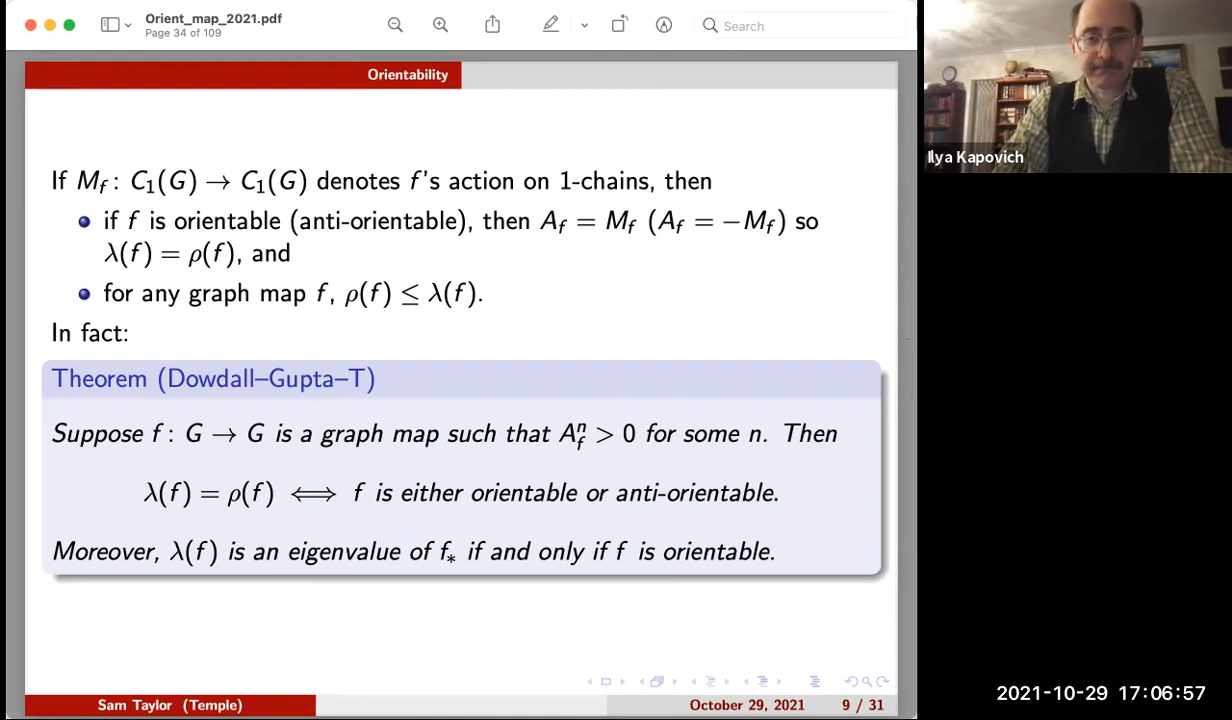 Orient_map_2021.pdf
Page 34 of 109
Search
Orientability
If M_f : C₁(G) → C₁(G) denotes f's action on 1-chains, then
if f is orientable (anti-orientable), then A_f = M_f (A_f = −M_f) so
λ(f) = ρ(f), and
for any graph map f, ρ(f) ≤ λ(f).
In fact:
Theorem (Dowdall–Gupta–T)
Suppose f : G → G is a graph map such that A_f^n > 0 for some n. Then
λ(f) = ρ(f) ⟺ f is either orientable or anti-orientable.
Moreover, λ(f) is an eigenvalue of f_* if and only if f is orientable.
Sam Taylor (Temple)
October 29, 2021
9 / 31
Ilya Kapovich
2021-10-29 17:06:57